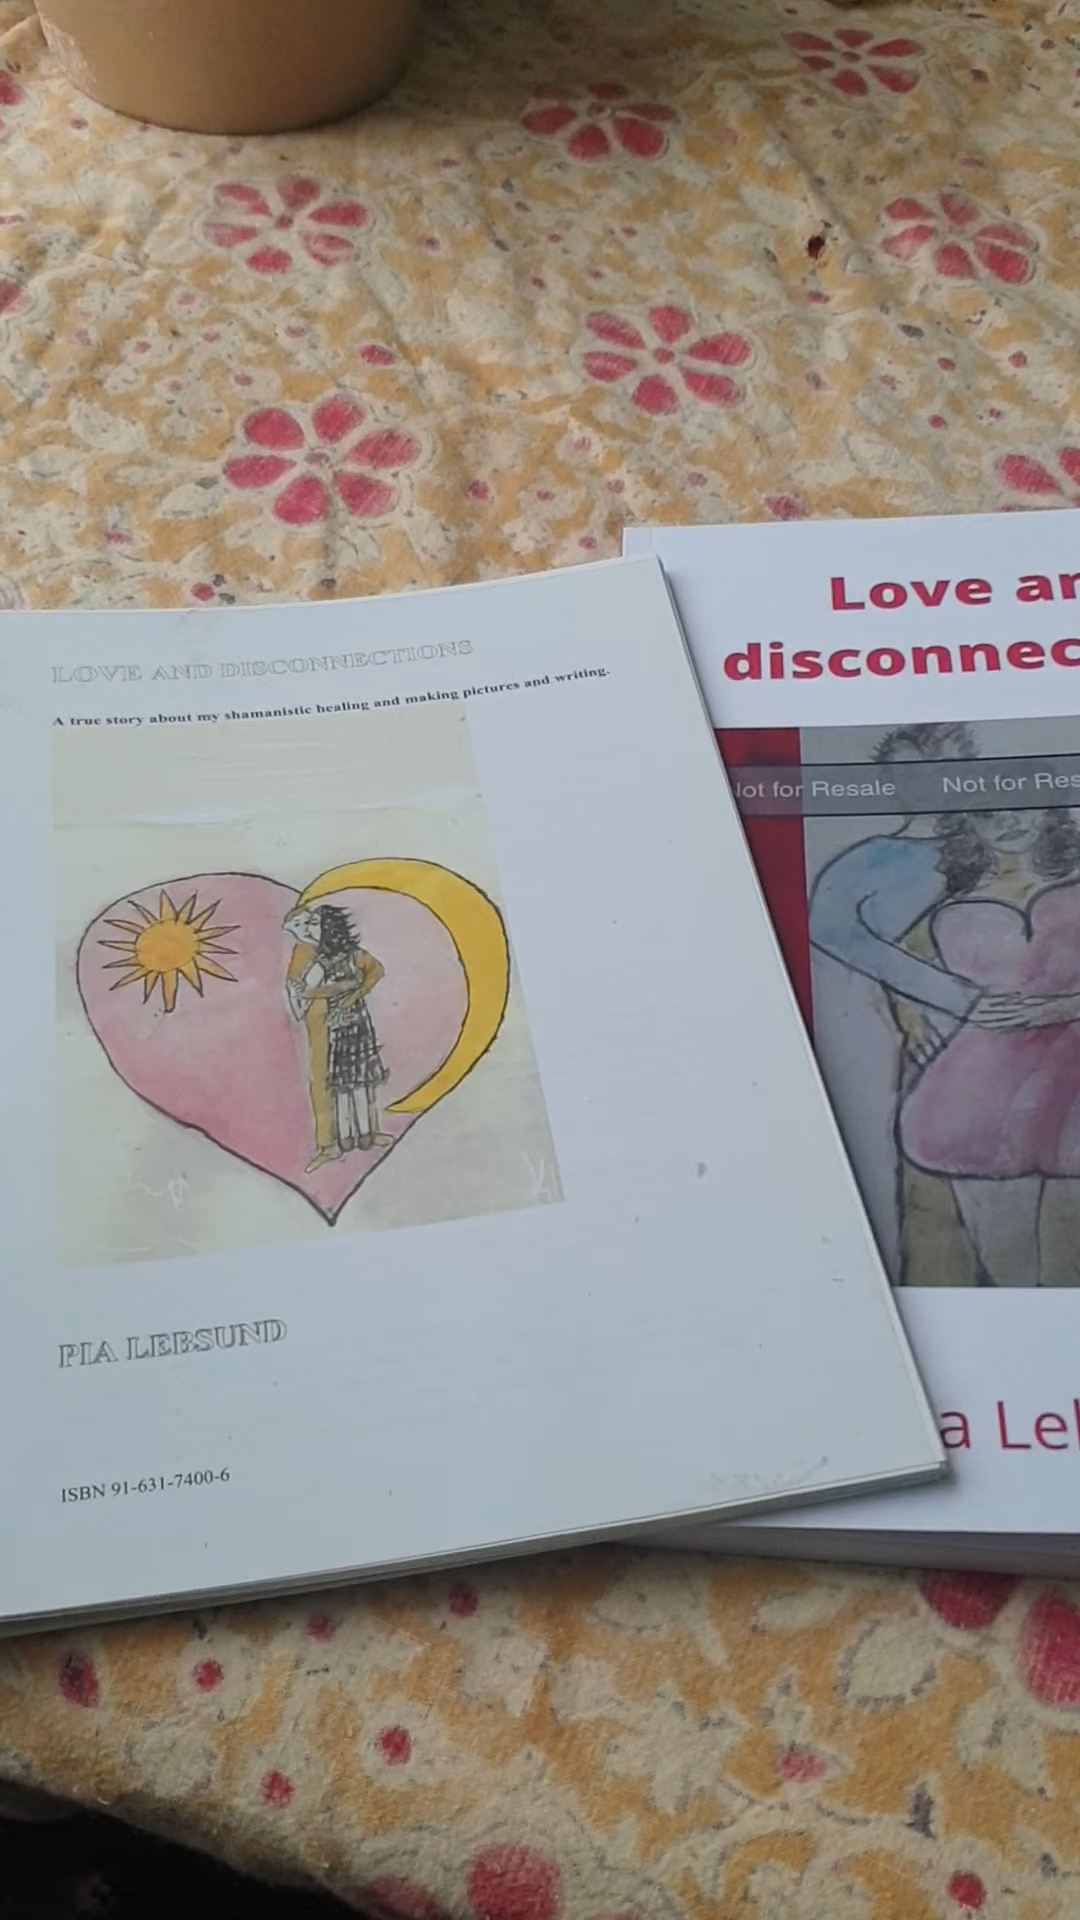 LOVE AND DISCONNECTIONS
A true story about my shamanistic healing and making pictures and writing.
PIA LEBSUND
ISBN 91-631-7400-6
Love an
disconnec
Not for Resale Not for Res
a Leb